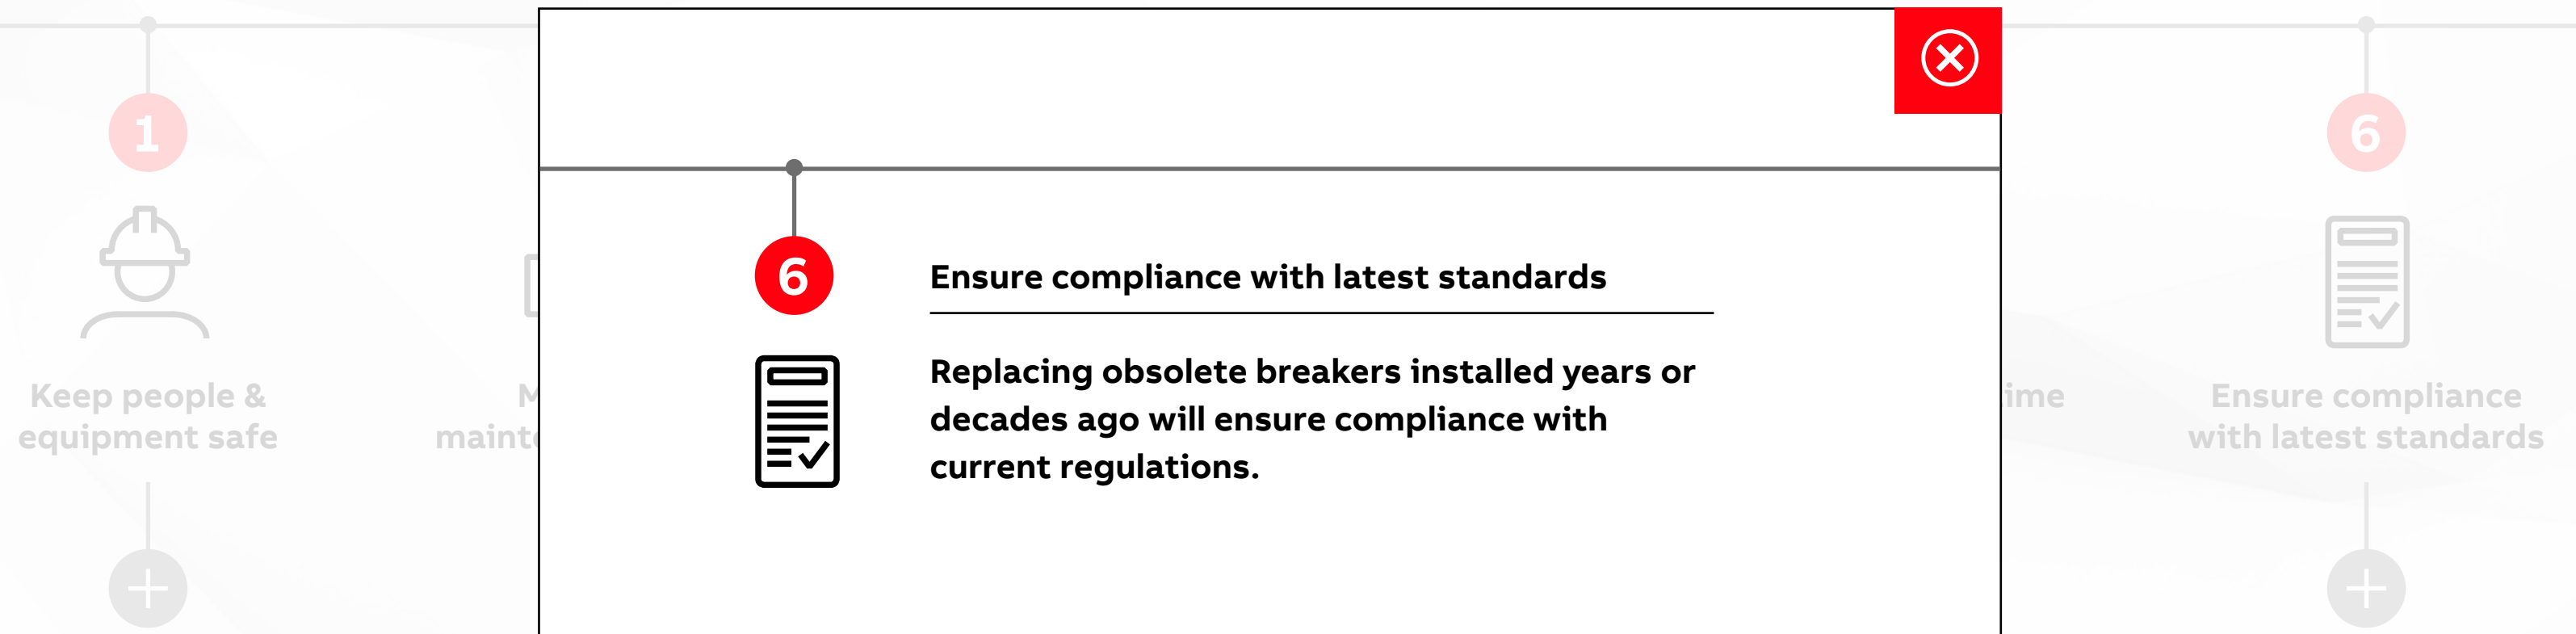 1
Keep people &
equipment safe
6
Ensure compliance with latest standards
Replacing obsolete breakers installed years or
decades ago will ensure compliance with
current regulations.
6
Ensure compliance
with latest standards